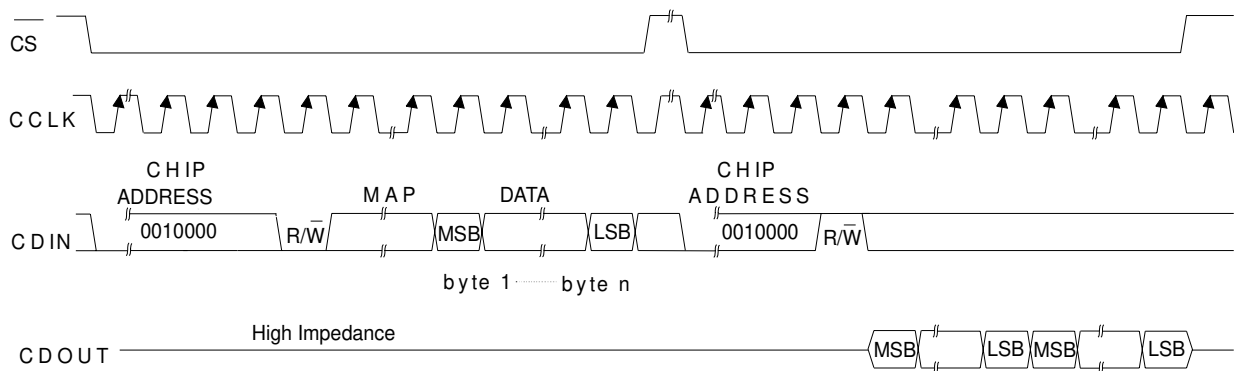 CS
CCLK
CHIP
ADDRESS
MAP
DATA
CHIP
ADDRESS
CDIN
0010000
R/W
MSB
LSB
0010000
R/W
byte 1
byte n
High Impedance
CDOUT
MSB
LSB
MSB
LSB